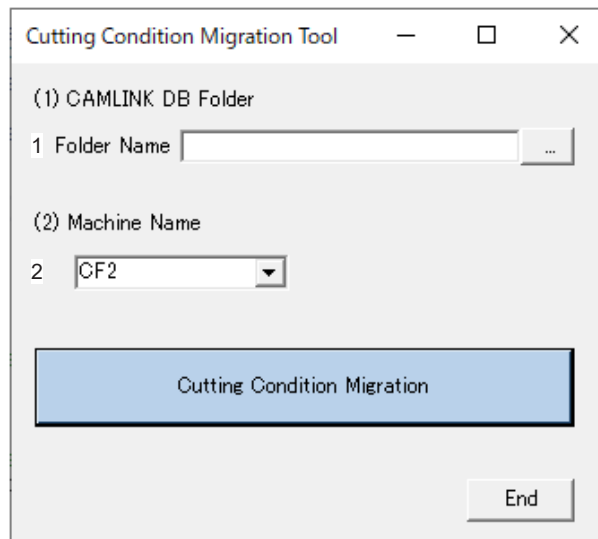 Cutting Condition Migration Tool
(1) CAMLINK DB Folder
1 Folder Name ...
(2) Machine Name
2 CF2
Cutting Condition Migration
End